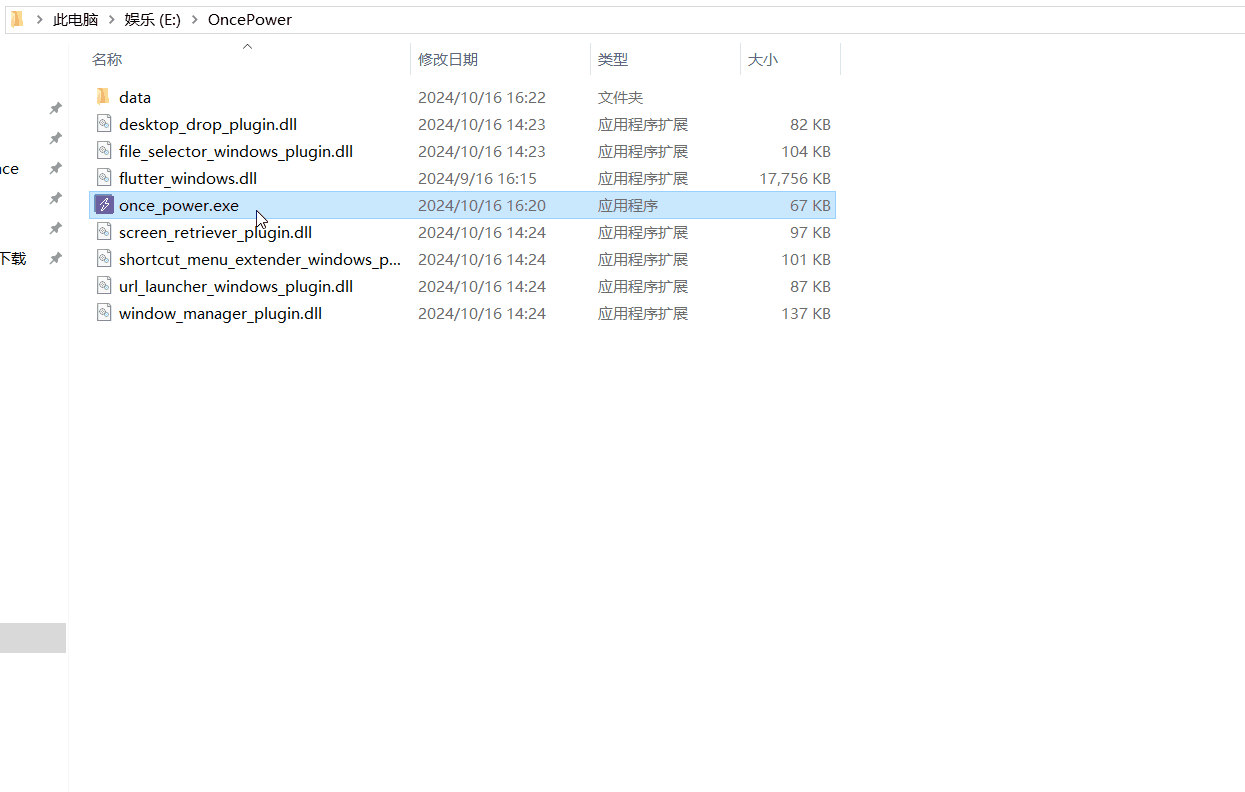 此电脑 娱乐 (E:) OncePower
名称 修改日期 类型 大小
data 2024/10/16 16:22 文件夹
desktop_drop_plugin.dll 2024/10/16 14:23 应用程序扩展 82 KB
file_selector_windows_plugin.dll 2024/10/16 14:23 应用程序扩展 104 KB
nce
flutter_windows.dll 2024/9/16 16:15 应用程序扩展 17,756 KB
once_power.exe 2024/10/16 16:20 应用程序 67 KB
screen_retriever_plugin.dll 2024/10/16 14:24 应用程序扩展 97 KB
下载
shortcut_menu_extender_windows_p... 2024/10/16 14:24 应用程序扩展 101 KB
url_launcher_windows_plugin.dll 2024/10/16 14:24 应用程序扩展 87 KB
window_manager_plugin.dll 2024/10/16 14:24 应用程序扩展 137 KB